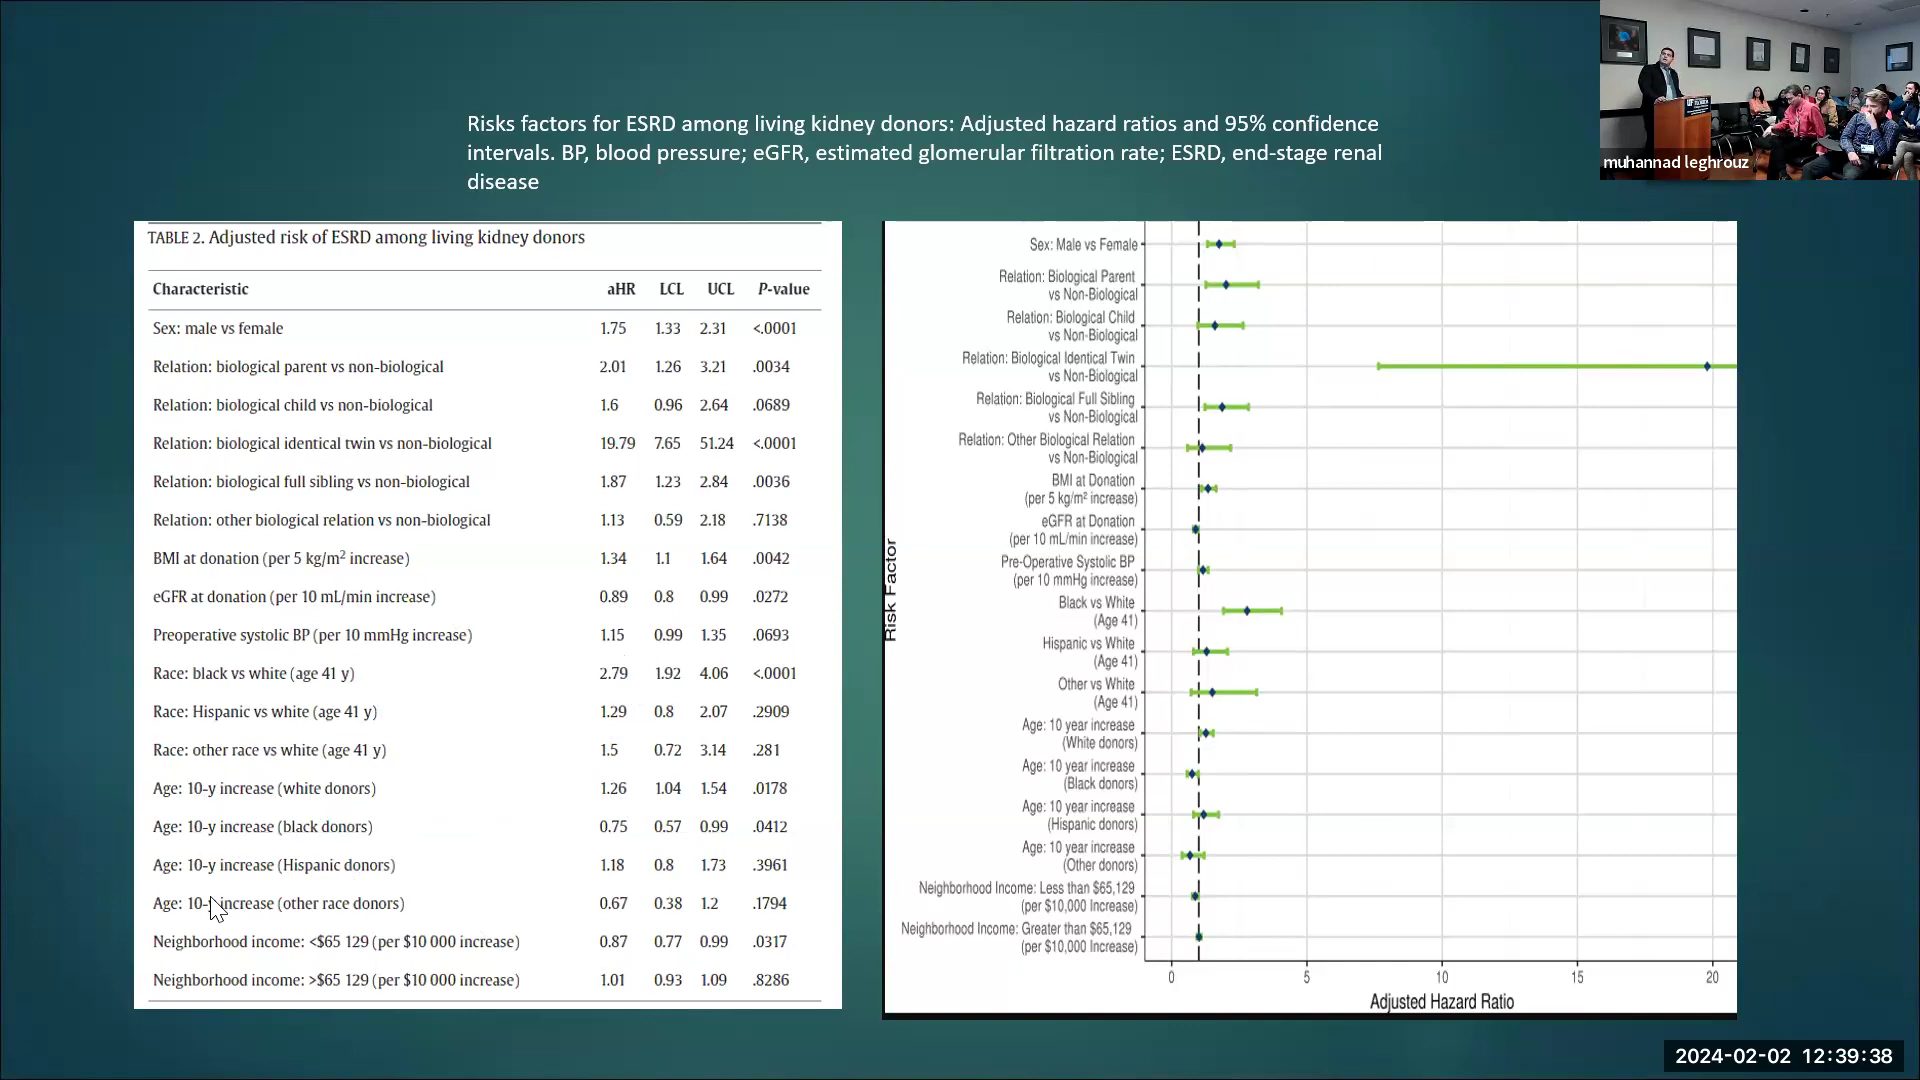 Risks factors for ESRD among living kidney donors: Adjusted hazard ratios and 95% confidence
intervals. BP, blood pressure; eGFR, estimated glomerular filtration rate; ESRD, end-stage renal
disease
muhannad leghrouz
TABLE 2. Adjusted risk of ESRD among living kidney donors
Characteristic aHR LCL UCL P-value
Sex: male vs female 1.75 1.33 2.31 <.0001
Relation: biological parent vs non-biological 2.01 1.26 3.21 .0034
Relation: biological child vs non-biological 1.6 0.96 2.64 .0689
Relation: biological identical twin vs non-biological 19.79 7.65 51.24 <.0001
Relation: biological full sibling vs non-biological 1.87 1.23 2.84 .0036
Relation: other biological relation vs non-biological 1.13 0.59 2.18 .7138
BMI at donation (per 5 kg/m² increase) 1.34 1.1 1.64 .0042
eGFR at donation (per 10 mL/min increase) 0.89 0.8 0.99 .0272
Preoperative systolic BP (per 10 mmHg increase) 1.15 0.99 1.35 .0693
Race: black vs white (age 41 y) 2.79 1.92 4.06 <.0001
Race: Hispanic vs white (age 41 y) 1.29 0.8 2.07 .2909
Race: other race vs white (age 41 y) 1.5 0.72 3.14 .281
Age: 10-y increase (white donors) 1.26 1.04 1.54 .0178
Age: 10-y increase (black donors) 0.75 0.57 0.99 .0412
Age: 10-y increase (Hispanic donors) 1.18 0.8 1.73 .3961
Age: 10-y increase (other race donors) 0.67 0.38 1.2 .1794
Neighborhood income: <$65 129 (per $10 000 increase) 0.87 0.77 0.99 .0317
Neighborhood income: >$65 129 (per $10 000 increase) 1.01 0.93 1.09 .8286
Risk Factor
Sex: Male vs Female
Relation: Biological Parent
vs Non-Biological
Relation: Biological Child
vs Non-Biological
Relation: Biological Identical Twin
vs Non-Biological
Relation: Biological Full Sibling
vs Non-Biological
Relation: Other Biological Relation
vs Non-Biological
BMI at Donation
(per 5 kg/m² increase)
eGFR at Donation
(per 10 mL/min increase)
Pre-Operative Systolic BP
(per 10 mmHg increase)
Black vs White
(Age 41)
Hispanic vs White
(Age 41)
Other vs White
(Age 41)
Age: 10 year increase
(White donors)
Age: 10 year increase
(Black donors)
Age: 10 year increase
(Hispanic donors)
Age: 10 year increase
(Other donors)
Neighborhood Income: Less than $65,129
(per $10,000 Increase)
Neighborhood Income: Greater than $65,129
(per $10,000 Increase)
0 5 10 15 20
Adjusted Hazard Ratio
2024-02-02 12:39:38